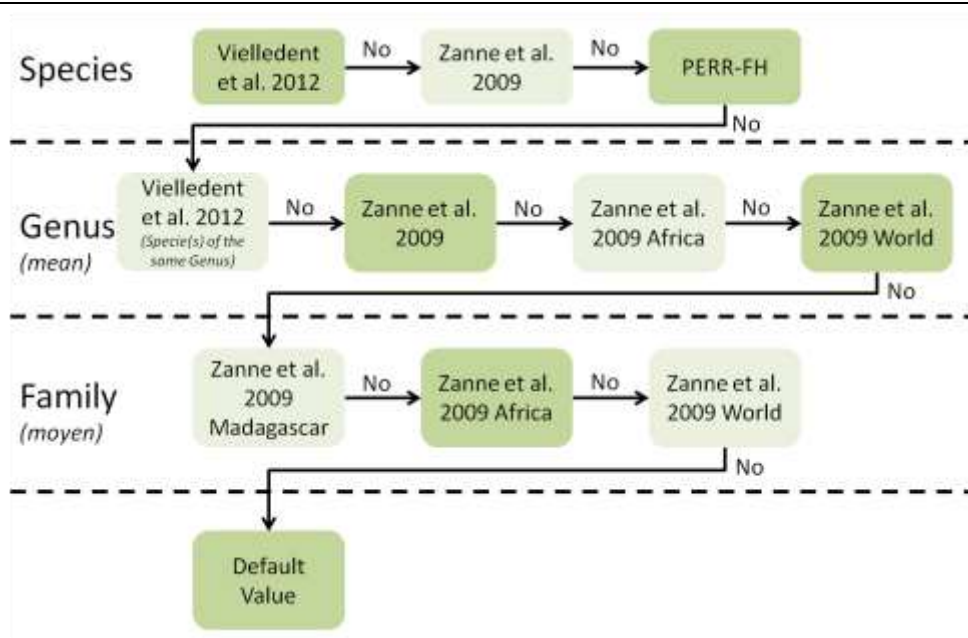 Species
Vielledent
et al. 2012
No
Zanne et al.
2009
No
PERR-FH
No
Genus
(mean)
Vielledent
et al. 2012
(Specie(s) of the
same Genus)
No
Zanne et al.
2009
No
Zanne et al.
2009 Africa
No
Zanne et al.
2009 World
No
Family
(moyen)
Zanne et al.
2009
Madagascar
No
Zanne et al.
2009 Africa
No
Zanne et al.
2009 World
No
Default
Value